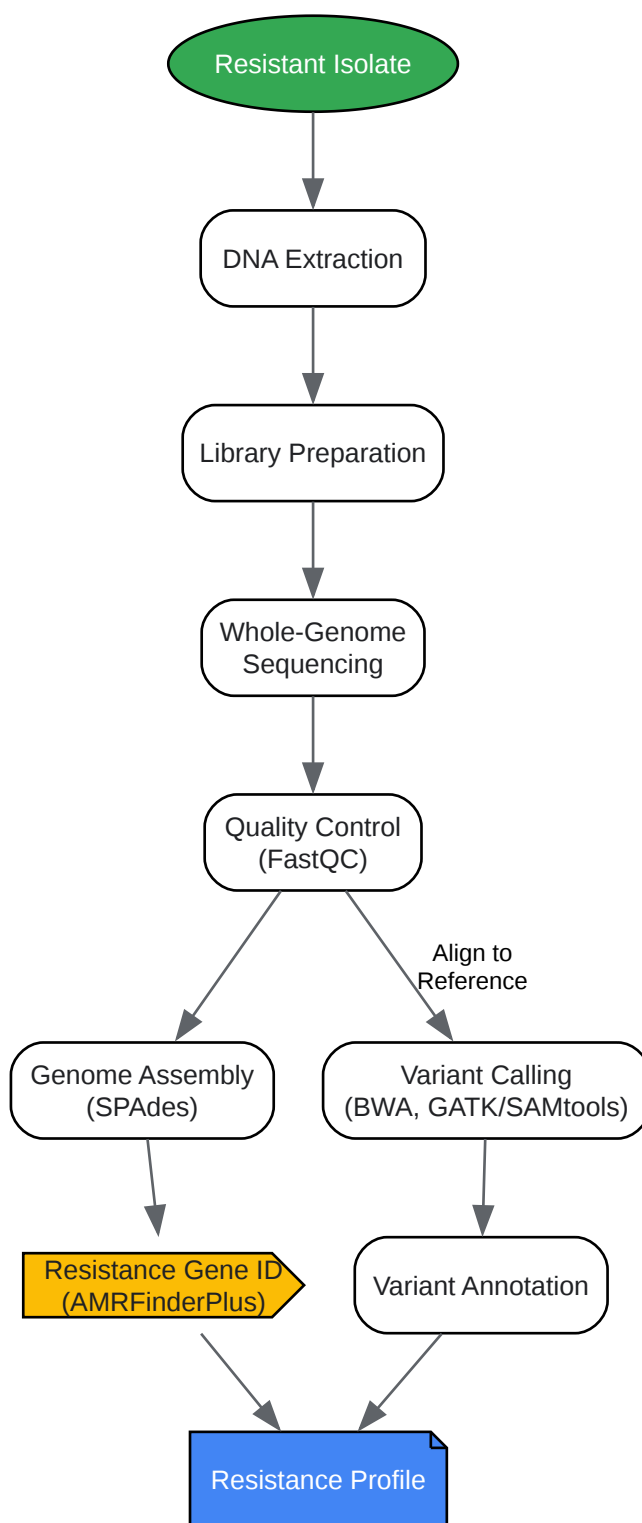 Resistant Isolate
DNA Extraction
Library Preparation
Whole-Genome
Sequencing
Quality Control
(FastQC)
Align to
Reference
Genome Assembly
(SPAdes)
Variant Calling
(BWA, GATK/SAMtools)
Resistance Gene ID
(AMRFinderPlus)
Variant Annotation
Resistance Profile